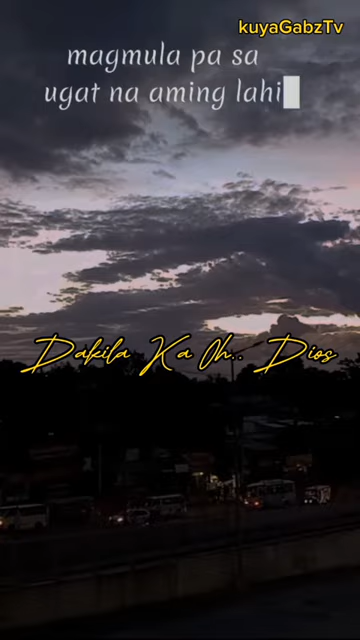 kuyaGabzTv
magmula pa sa
ugat na aming lahi
Dakila Ka Oh.. Dios